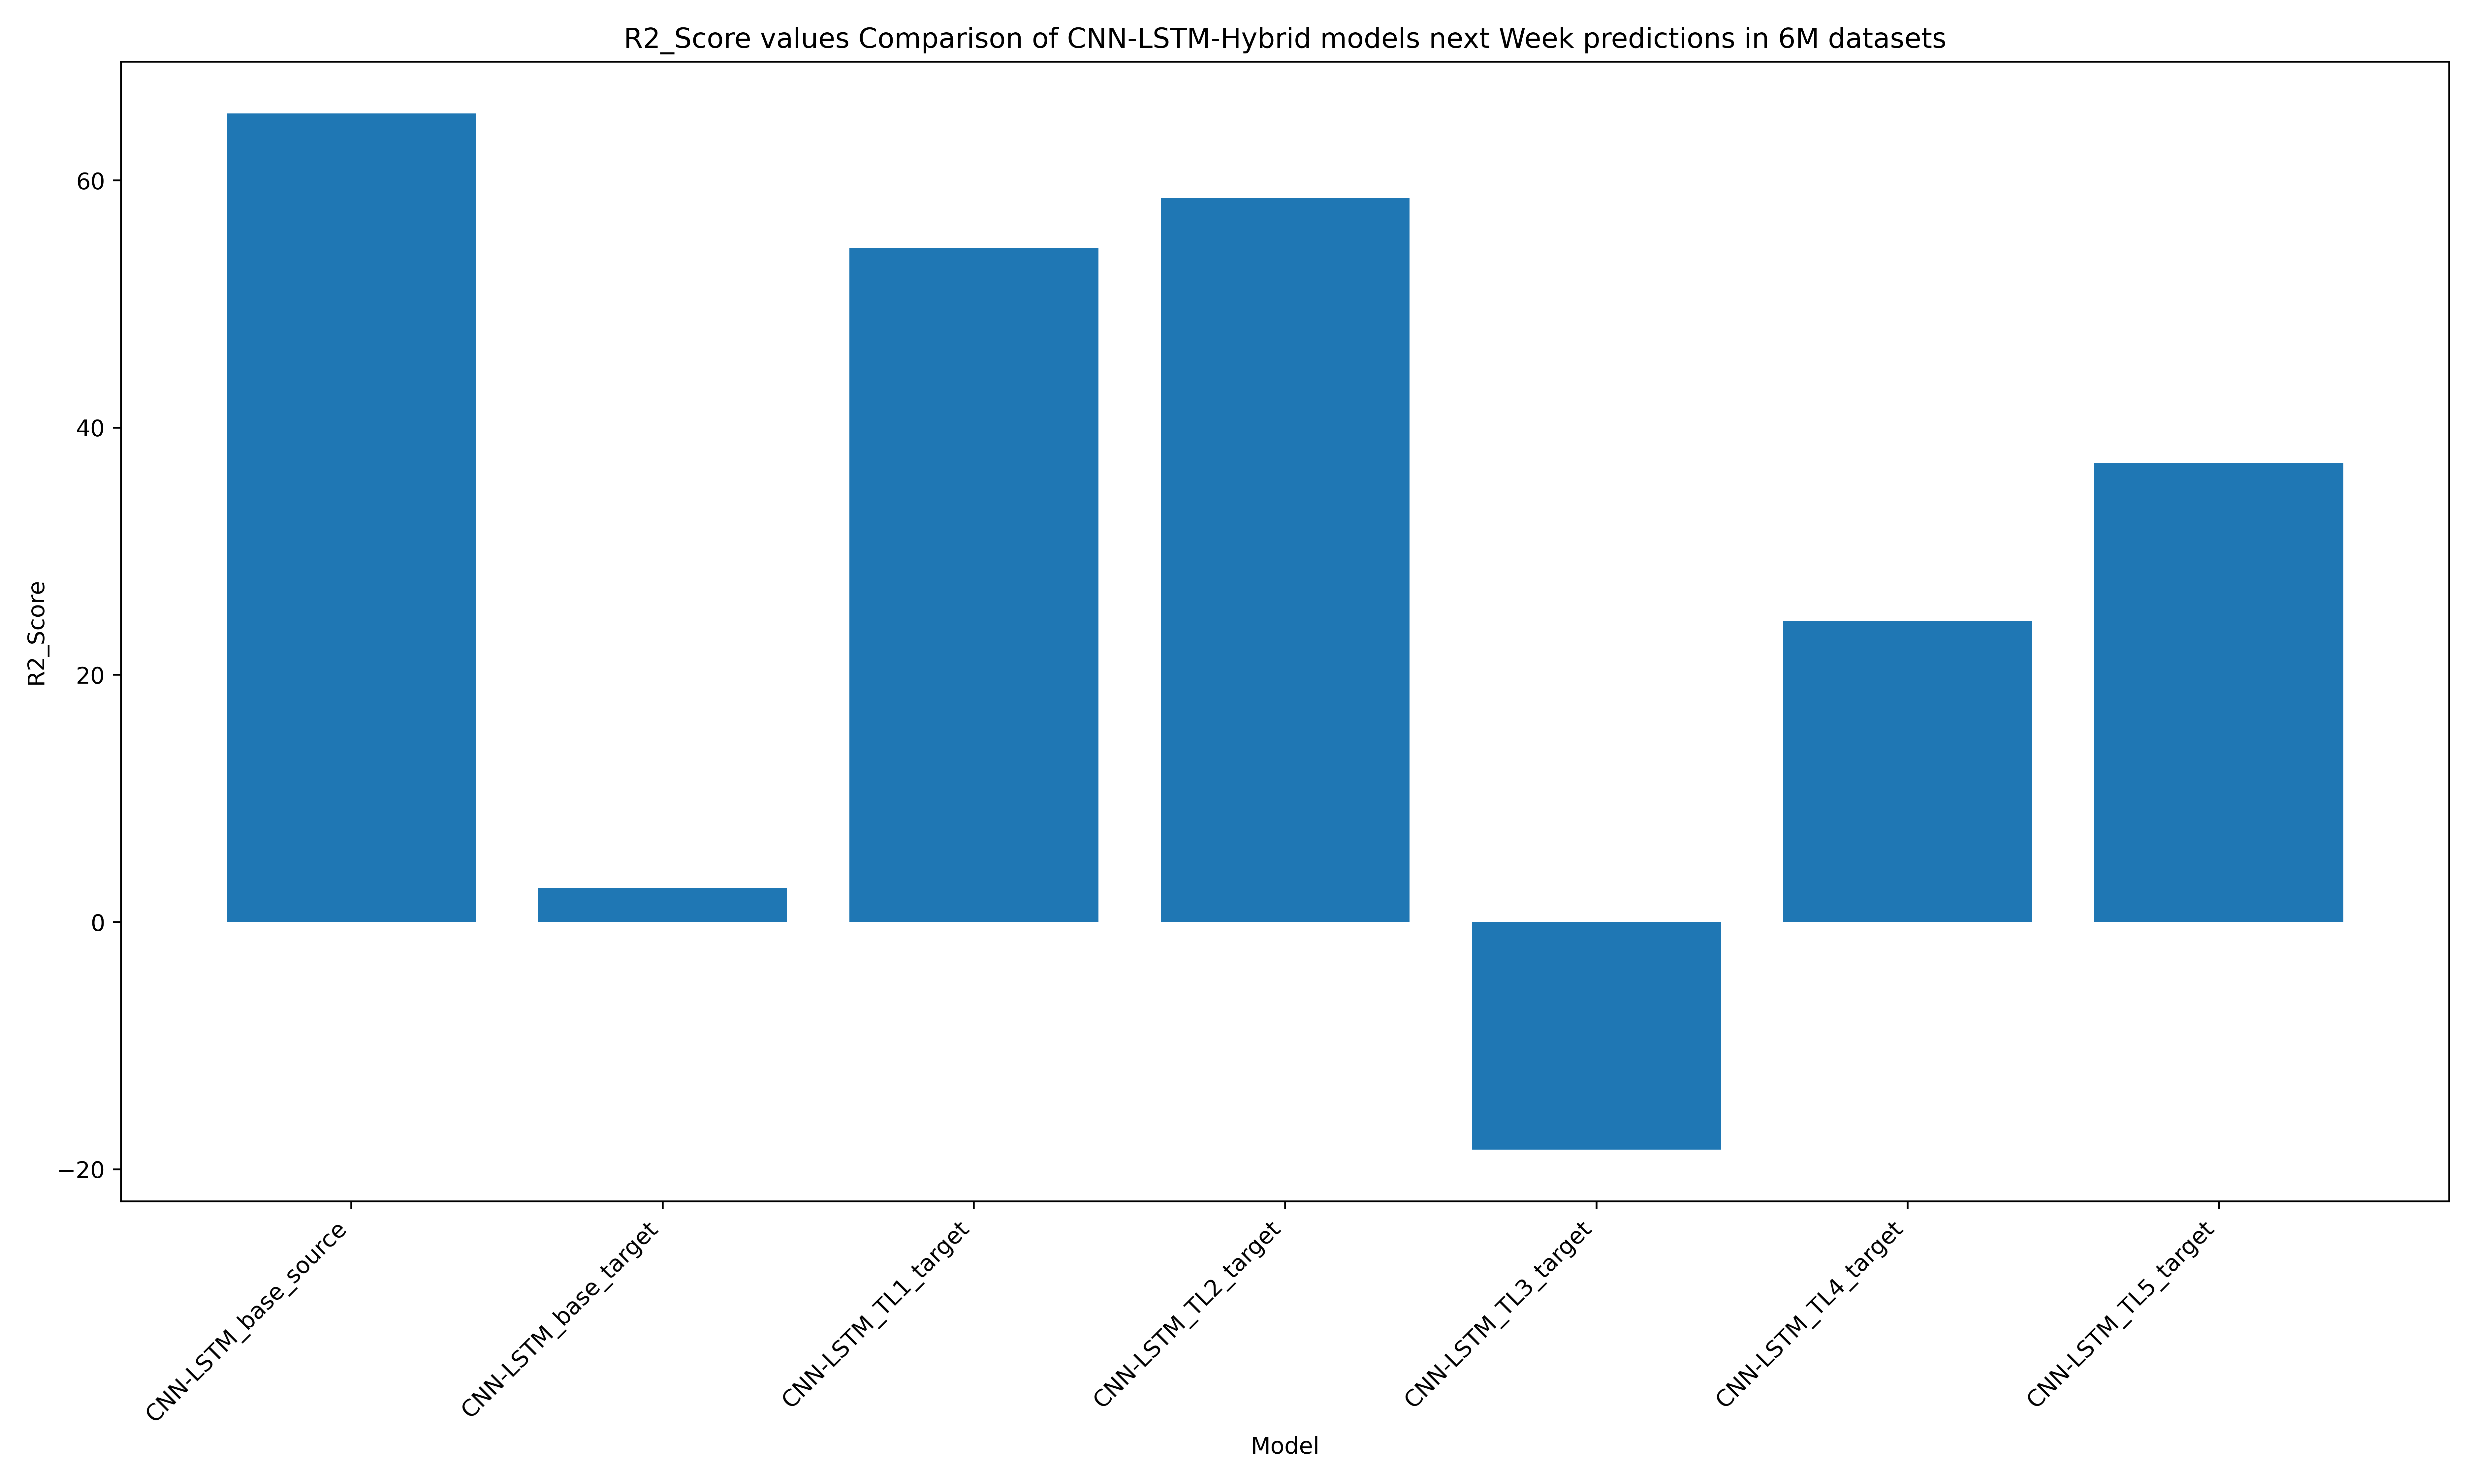 R2_Score values Comparison of CNN-LSTM-Hybrid models next Week predictions in 6M datasets
R2_Score
60
40
20
0
−20
CNN-LSTM_base_source
CNN-LSTM_base_target
CNN-LSTM_TL1_target
CNN-LSTM_TL2_target
CNN-LSTM_TL3_target
CNN-LSTM_TL4_target
CNN-LSTM_TL5_target
Model